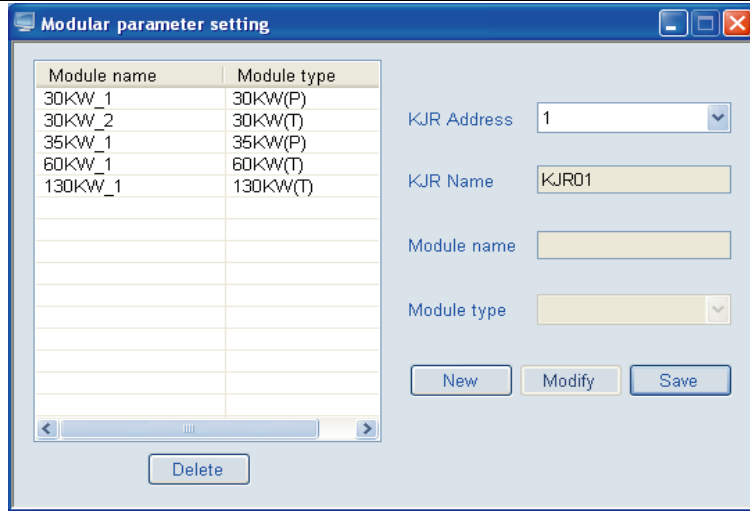 Modular parameter setting
Module name Module type
30KW_1 30KW(P)
30KW_2 30KW(T)
35KW_1 35KW(P)
60KW_1 60KW(T)
130KW_1 130KW(T)
KJR Address 1
KJR Name KJR01
Module name
Module type
New Modify Save
Delete